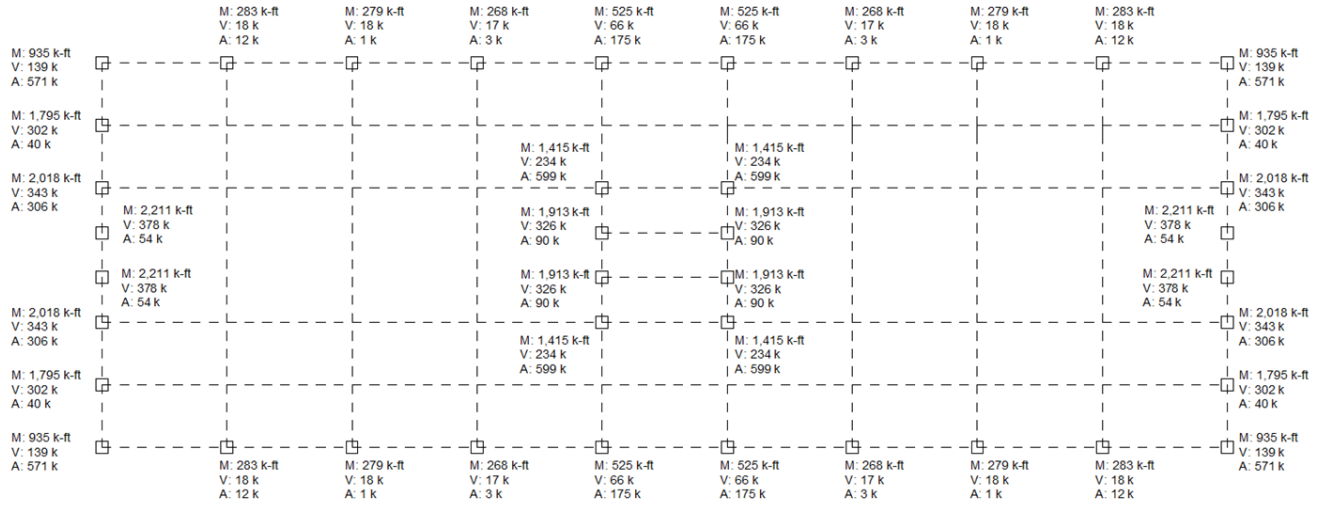 M: 283 k-ft
V: 18 k
A: 12 k
M: 279 k-ft
V: 18 k
A: 1 k
M: 268 k-ft
V: 17 k
A: 3 k
M: 525 k-ft
V: 66 k
A: 175 k
M: 525 k-ft
V: 66 k
A: 175 k
M: 268 k-ft
V: 17 k
A: 3 k
M: 279 k-ft
V: 18 k
A: 1 k
M: 283 k-ft
V: 18 k
A: 12 k
M: 935 k-ft
V: 139 k
A: 571 k
M: 935 k-ft
V: 139 k
A: 571 k
M: 1,795 k-ft
V: 302 k
A: 40 k
M: 1,795 k-ft
V: 302 k
A: 40 k
M: 1,415 k-ft
V: 234 k
A: 599 k
M: 1,415 k-ft
V: 234 k
A: 599 k
M: 2,018 k-ft
V: 343 k
A: 306 k
M: 2,018 k-ft
V: 343 k
A: 306 k
M: 2,211 k-ft
V: 378 k
A: 54 k
M: 1,913 k-ft
V: 326 k
A: 90 k
M: 1,913 k-ft
V: 326 k
A: 90 k
M: 2,211 k-ft
V: 378 k
A: 54 k
M: 2,211 k-ft
V: 378 k
A: 54 k
M: 1,913 k-ft
V: 326 k
A: 90 k
M: 1,913 k-ft
V: 326 k
A: 90 k
M: 2,211 k-ft
V: 378 k
A: 54 k
M: 2,018 k-ft
V: 343 k
A: 306 k
M: 2,018 k-ft
V: 343 k
A: 306 k
M: 1,415 k-ft
V: 234 k
A: 599 k
M: 1,415 k-ft
V: 234 k
A: 599 k
M: 1,795 k-ft
V: 302 k
A: 40 k
M: 1,795 k-ft
V: 302 k
A: 40 k
M: 935 k-ft
V: 139 k
A: 571 k
M: 935 k-ft
V: 139 k
A: 571 k
M: 283 k-ft
V: 18 k
A: 12 k
M: 279 k-ft
V: 18 k
A: 1 k
M: 268 k-ft
V: 17 k
A: 3 k
M: 525 k-ft
V: 66 k
A: 175 k
M: 525 k-ft
V: 66 k
A: 175 k
M: 268 k-ft
V: 17 k
A: 3 k
M: 279 k-ft
V: 18 k
A: 1 k
M: 283 k-ft
V: 18 k
A: 12 k